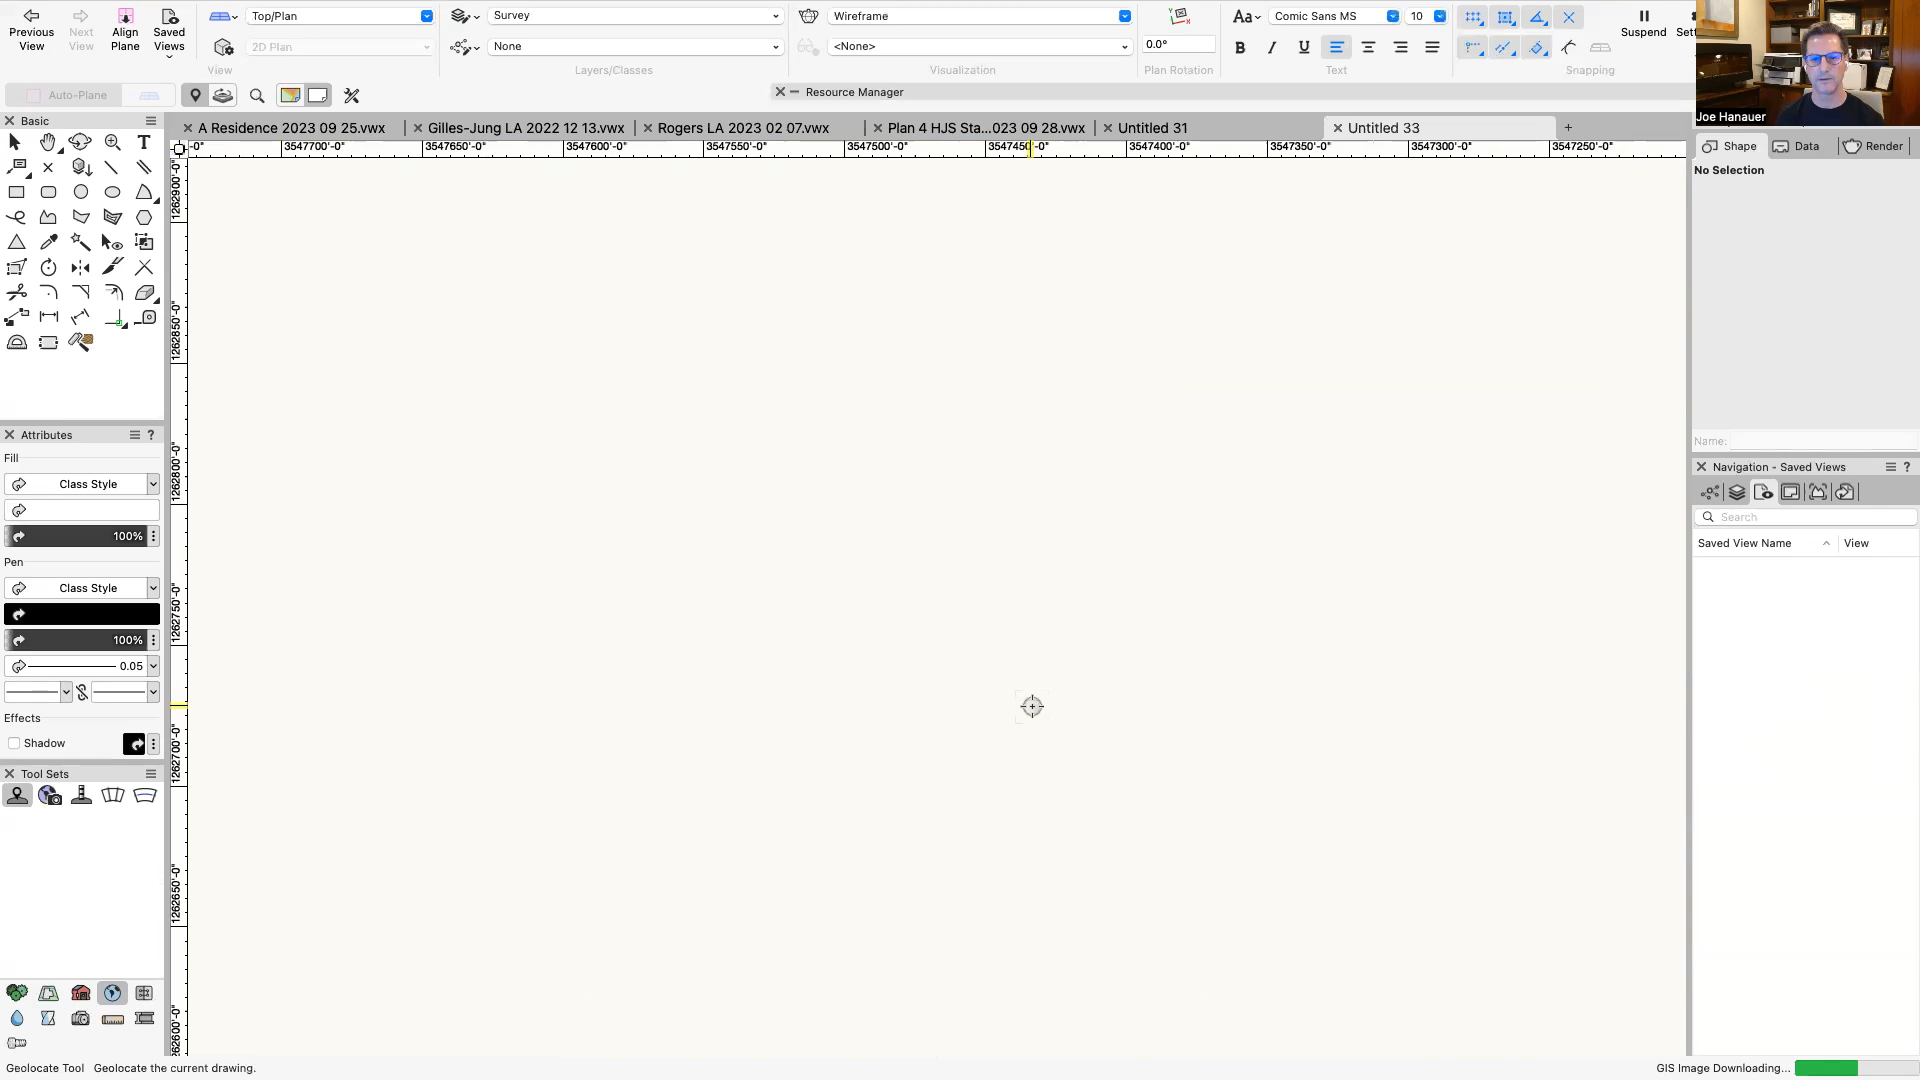 Previous View
Next View
Align Plane
Saved Views
Top/Plan
2D Plan
View
Survey
None
Layers/Classes
Wireframe
<None>
Visualization
0.0°
Plan Rotation
Aa
Comic Sans MS
10
B I U
Text
Snapping
Suspend
Joe Hanauer
Auto-Plane
Resource Manager
Basic
A Residence 2023 09 25.vwx
Gilles-Jung LA 2022 12 13.vwx
Rogers LA 2023 02 07.vwx
Plan 4 HJS Sta...023 09 28.vwx
Untitled 31
Untitled 33
-0" 3547700'-0" 3547650'-0" 3547600'-0" 3547550'-0" 3547500'-0" 3547450'-0" 3547400'-0" 3547350'-0" 3547300'-0" 3547250'-0"
1262900'-0"
1262850'-0"
1262800'-0"
1262750'-0"
1262700'-0"
1262650'-0"
Shape
Data
Render
No Selection
Name:
Navigation - Saved Views
?
Search
Saved View Name
View
Attributes
?
Fill
Class Style
100%
Pen
Class Style
100%
0.05
Effects
Shadow
Tool Sets
Geolocate Tool Geolocate the current drawing.
GIS Image Downloading...